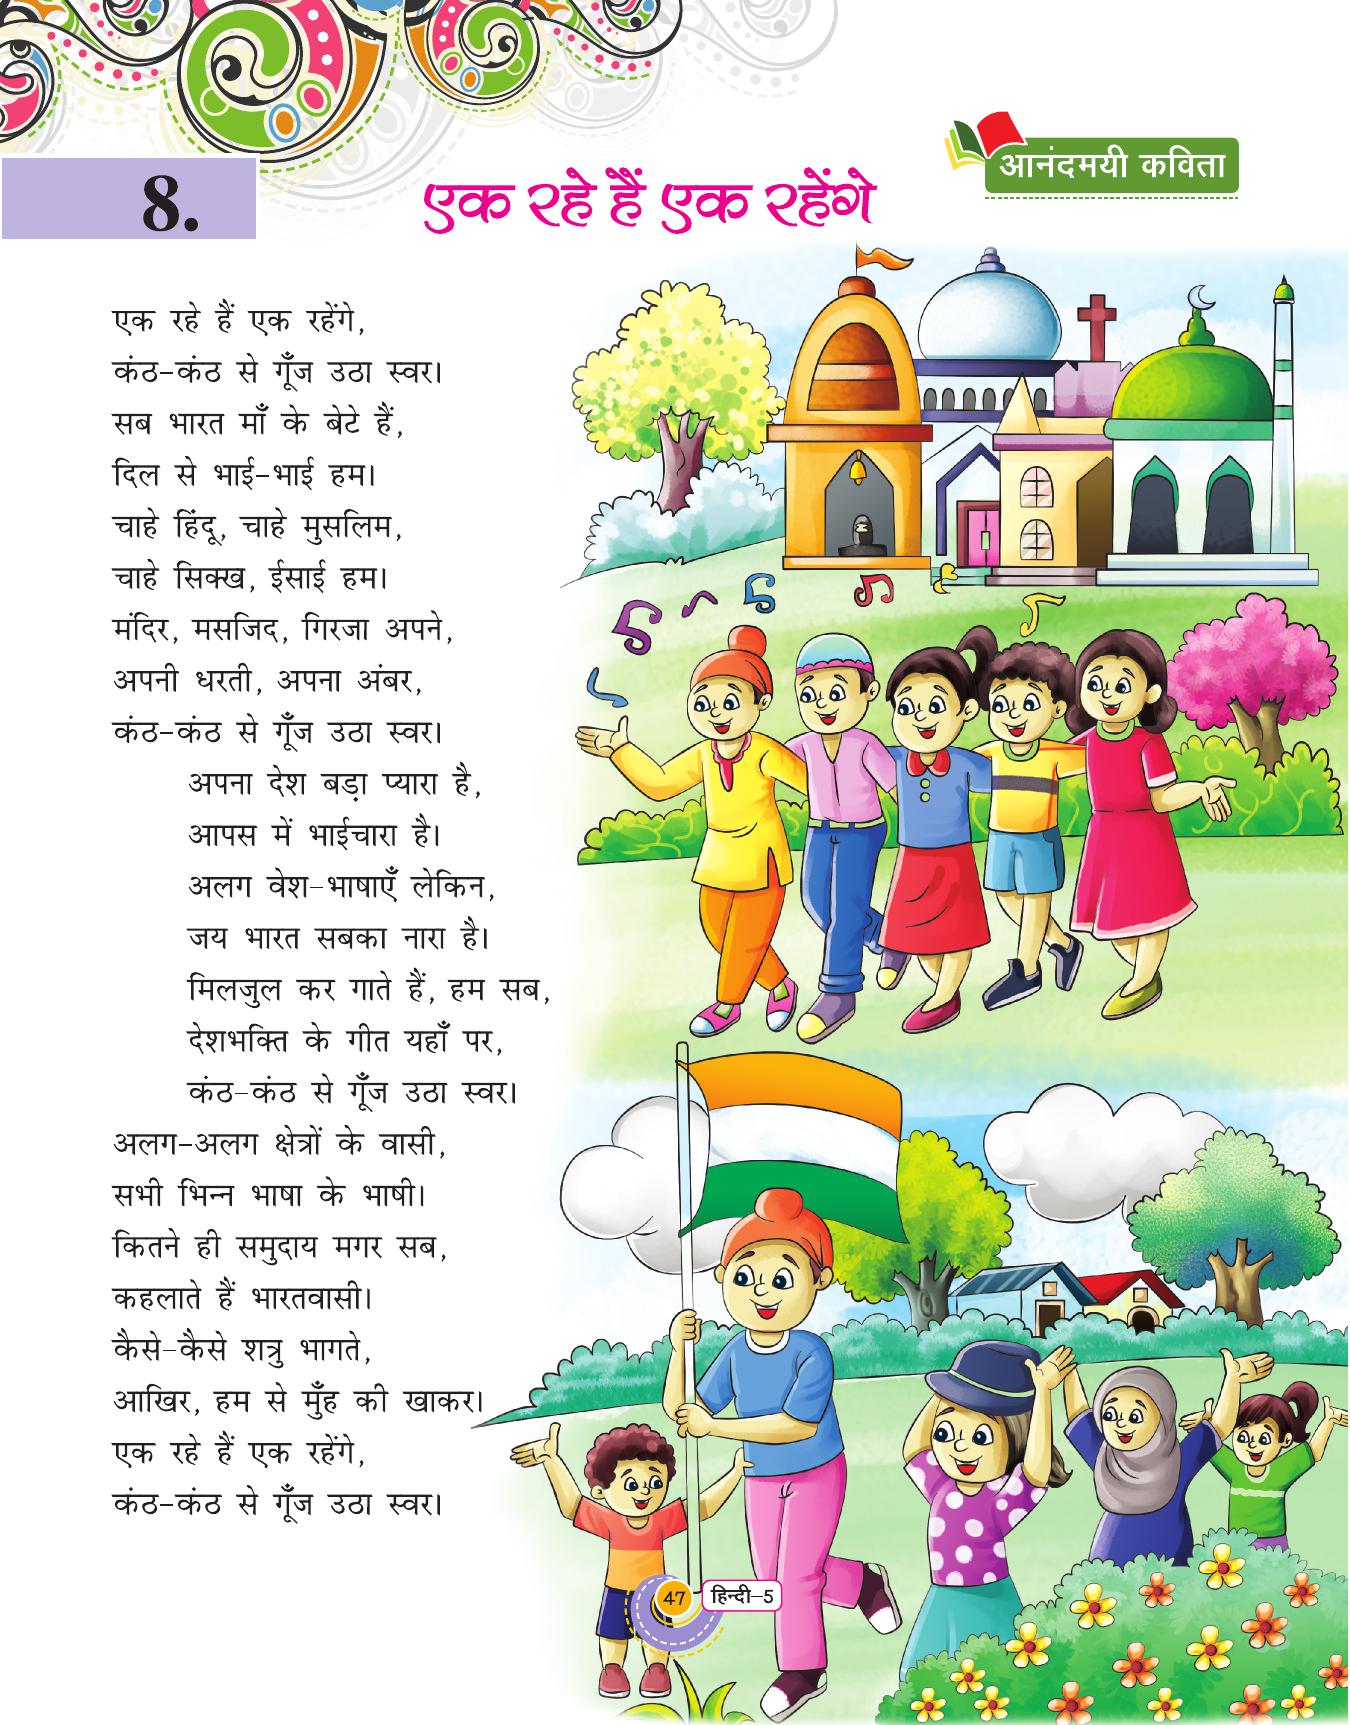 आनंदमयी कविता
8.
एक रहे हैं एक रहेंगे
एक रहे हैं एक रहेंगे,
कंठ-कंठ से गूँज उठा स्वर।
सब भारत माँ के बेटे हैं,
दिल से भाई-भाई हम।
चाहे हिंदू, चाहे मुसलिम,
चाहे सिक्ख, ईसाई हम।
मंदिर, मसजिद, गिरजा अपने,
अपनी धरती, अपना अंबर,
कंठ-कंठ से गूँज उठा स्वर।
अपना देश बड़ा प्यारा है,
आपस में भाईचारा है।
अलग वेश-भाषाएँ लेकिन,
जय भारत सबका नारा है।
मिलजुल कर गाते हैं, हम सब,
देशभक्ति के गीत यहाँ पर,
कंठ-कंठ से गूँज उठा स्वर।
अलग-अलग क्षेत्रों के वासी,
सभी भिन्न भाषा के भाषी।
कितने ही समुदाय मगर सब,
कहलाते हैं भारतवासी।
कैसे-कैसे शत्रु भागते,
आखिर, हम से मुँह की खाकर।
एक रहे हैं एक रहेंगे,
कंठ-कंठ से गूँज उठा स्वर।
47 हिन्दी-5